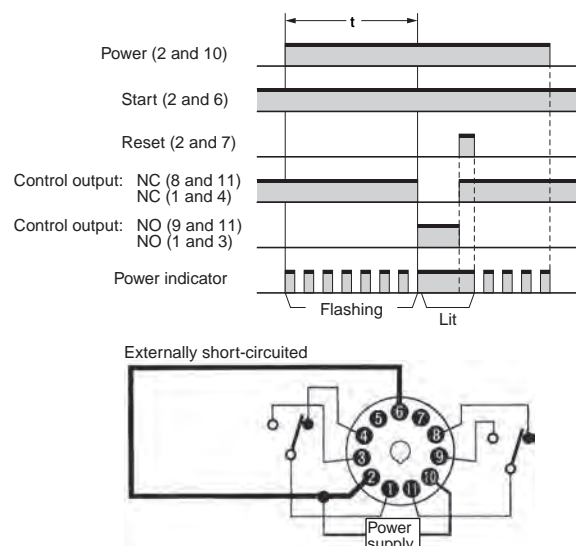 t
Power (2 and 10)
Start (2 and 6)
Reset (2 and 7)
Control output: NC (8 and 11)
NC (1 and 4)
Control output: NO (9 and 11)
NO (1 and 3)
Power indicator
Flashing
Lit
Externally short-circuited
6
5 7
4 8
3 9
2 10
1 11
Power
supply